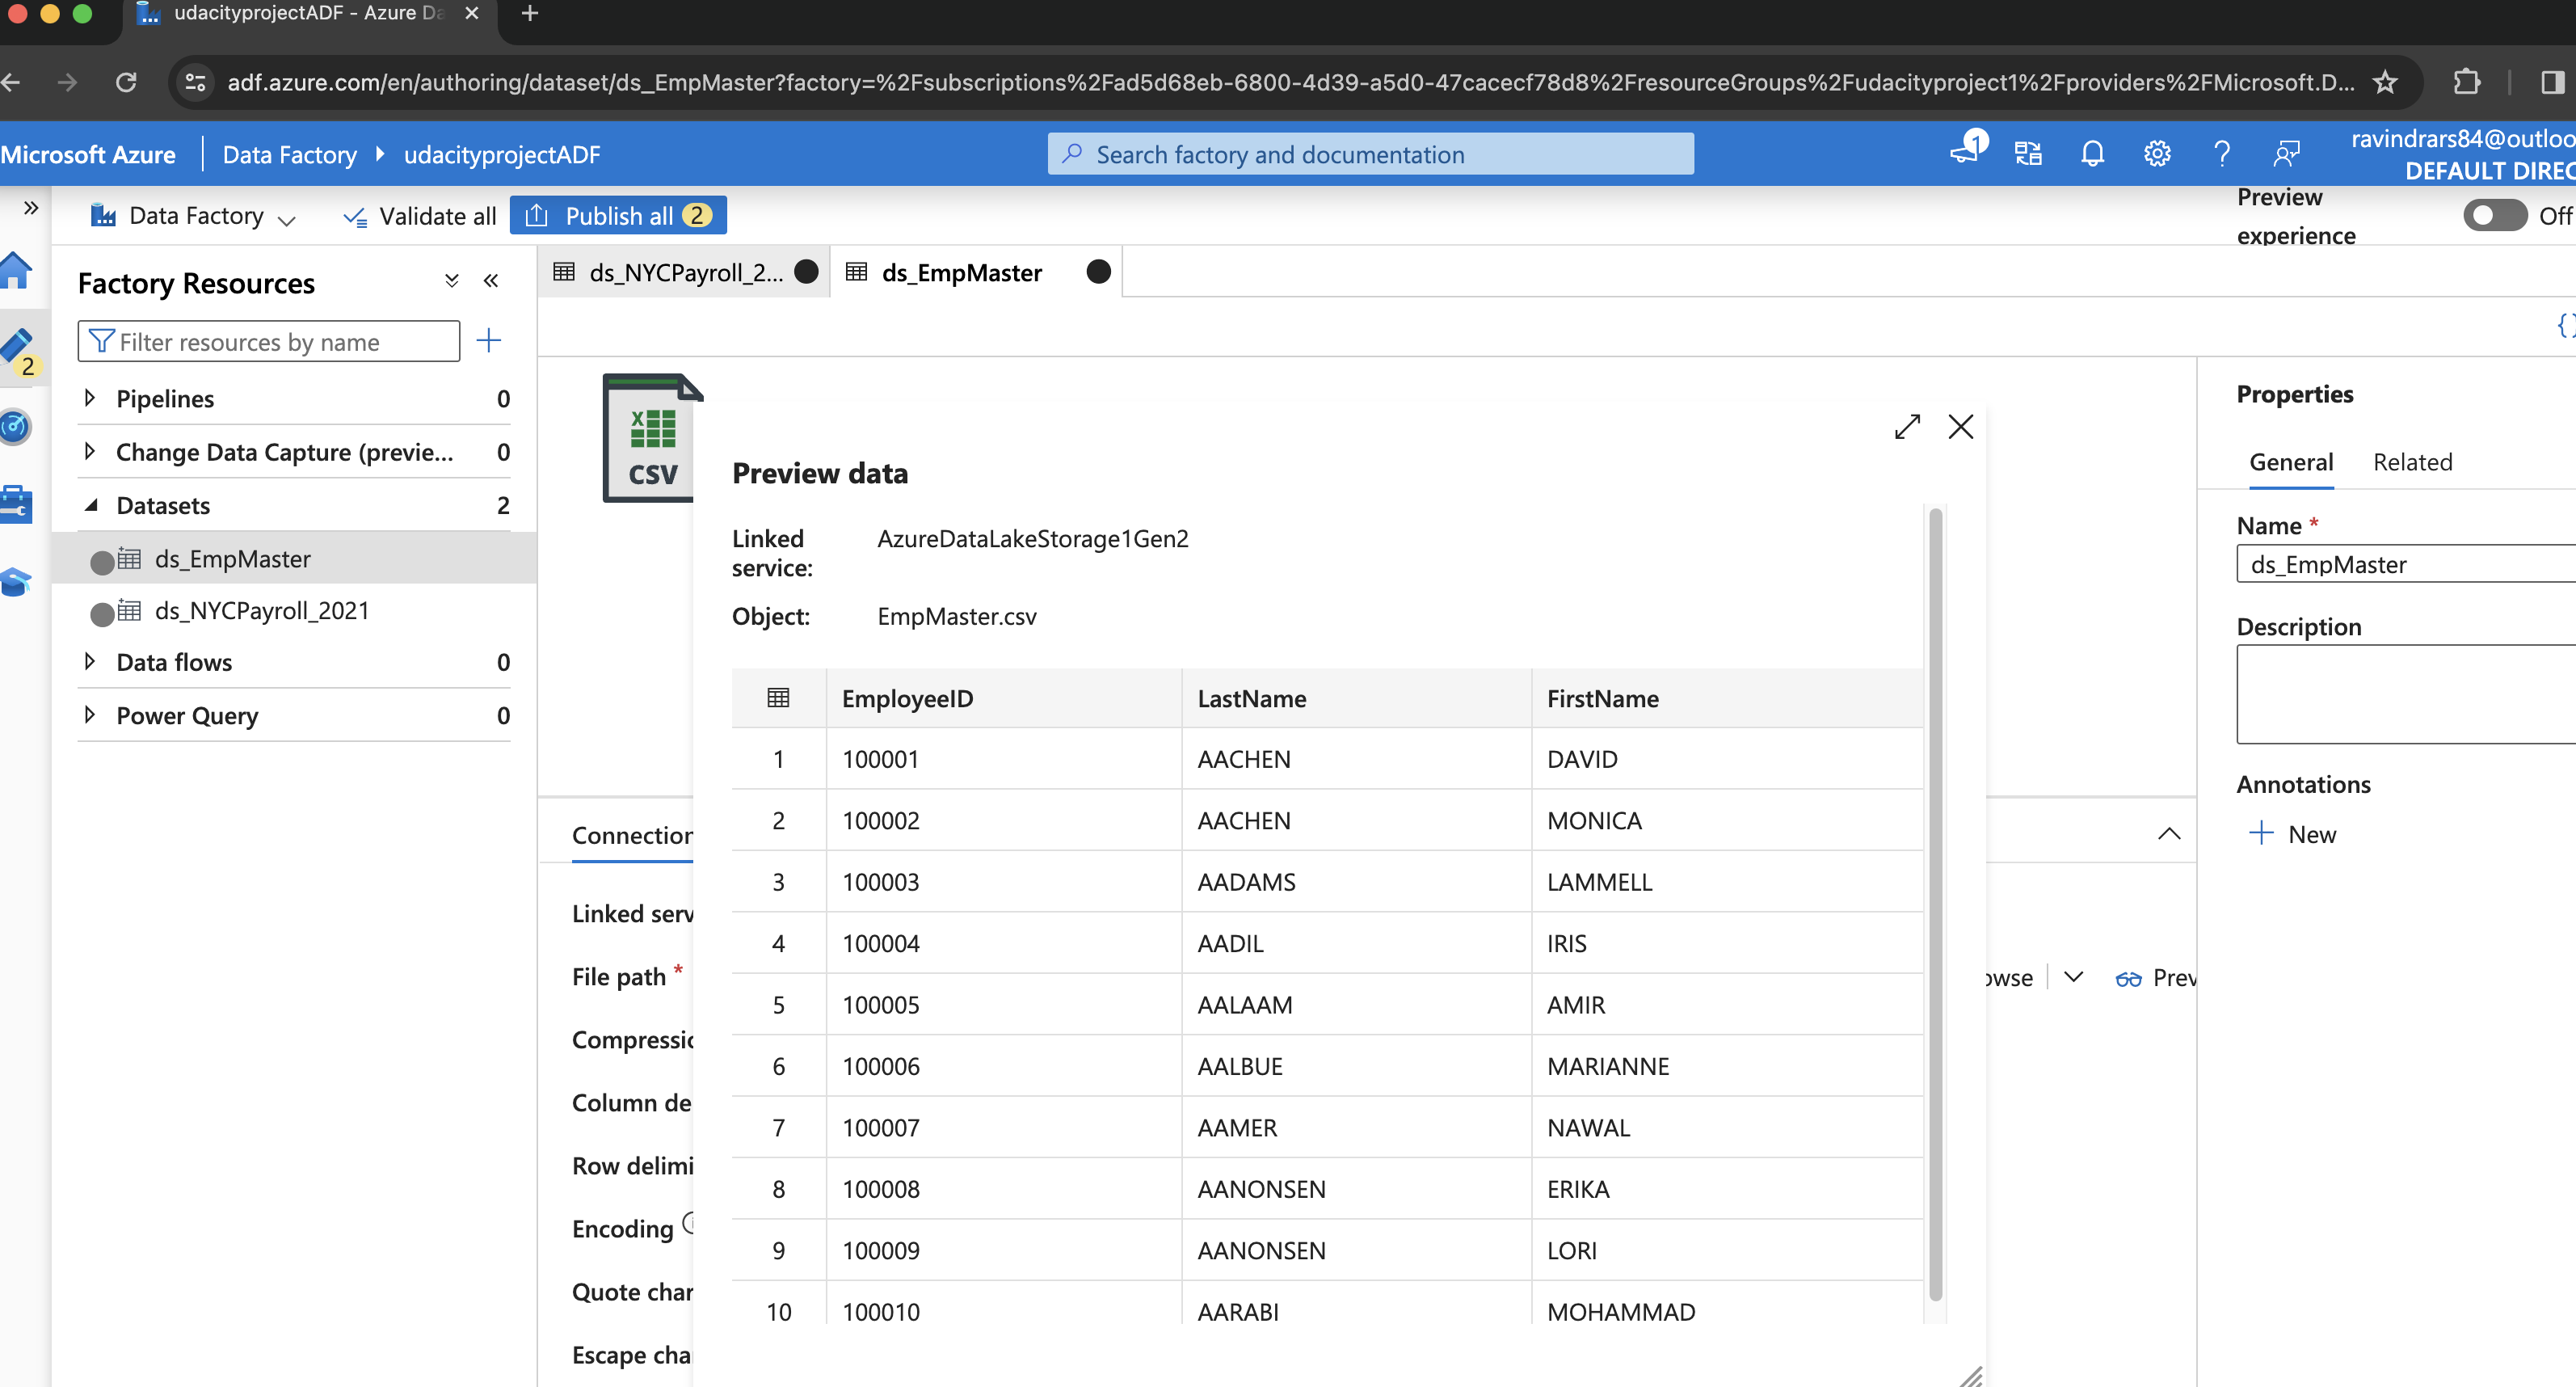 udacityprojectADF - Azure Da
adf.azure.com/en/authoring/dataset/ds_EmpMaster?factory=%2Fsubscriptions%2Fad5d68eb-6800-4d39-a5d0-47cacecf78d8%2FresourceGroups%2Fudacityproject1%2Fproviders%2FMicrosoft.D...
Microsoft Azure
Data Factory
udacityprojectADF
Search factory and documentation
1
ravindrars84@outloo
DEFAULT DIREC
Data Factory
Validate all
Publish all 2
Preview
experience
Off
Factory Resources
Filter resources by name
2
Pipelines 0
Change Data Capture (previe... 0
Datasets 2
ds_EmpMaster
ds_NYCPayroll_2021
Data flows 0
Power Query 0
ds_NYCPayroll_2...
ds_EmpMaster
{}
X
CSV
Preview data
Linked
service:
AzureDataLakeStorage1Gen2
Object: EmpMaster.csv
EmployeeID LastName FirstName
1 100001 AACHEN DAVID
2 100002 AACHEN MONICA
3 100003 AADAMS LAMMELL
4 100004 AADIL IRIS
5 100005 AALAAM AMIR
6 100006 AALBUE MARIANNE
7 100007 AAMER NAWAL
8 100008 AANONSEN ERIKA
9 100009 AANONSEN LORI
10 100010 AARABI MOHAMMAD
Connection
Linked serv
File path *
Compressio
Column de
Row delimi
Encoding
Quote char
Escape cha
owse
Prev
Properties
General Related
Name *
ds_EmpMaster
Description
Annotations
New